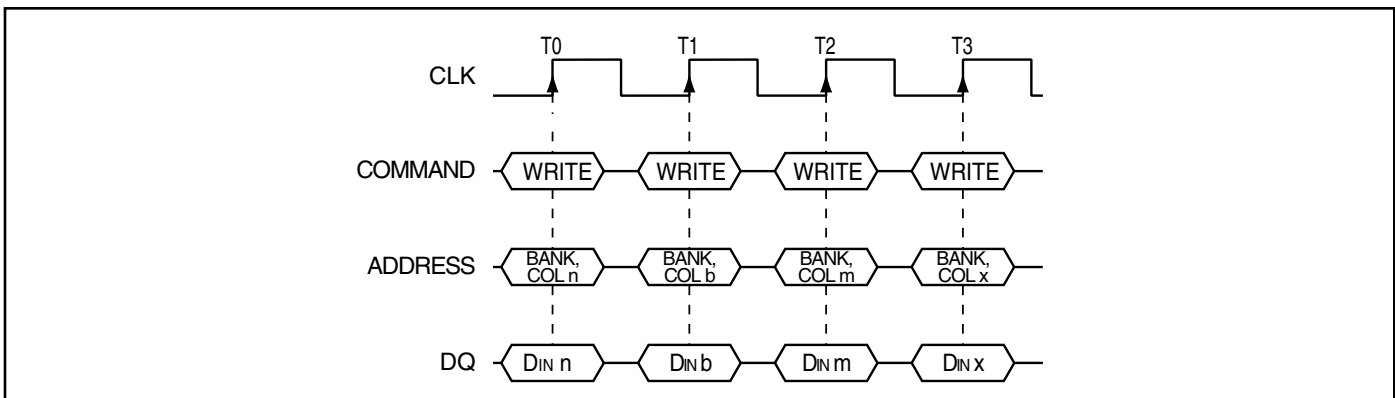 T0 T1 T2 T3
CLK
COMMAND WRITE WRITE WRITE WRITE
ADDRESS BANK, COL n BANK, COL b BANK, COL m BANK, COL x
DQ DIN n DIN b DIN m DIN x